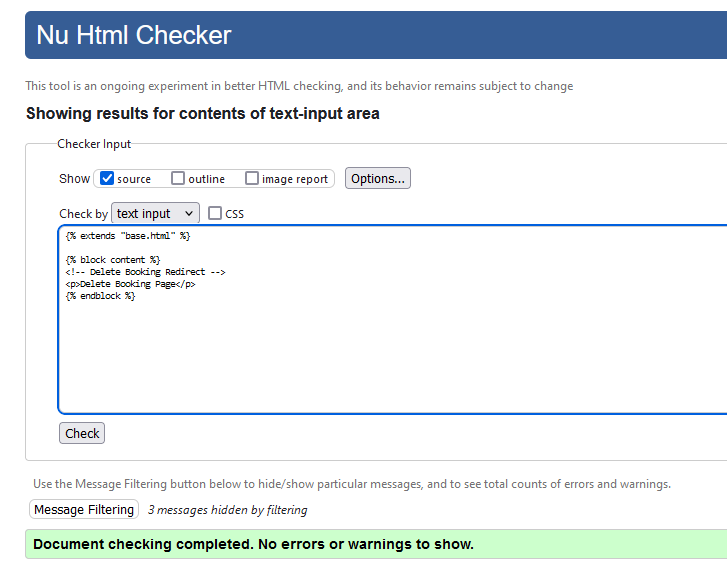 Nu Html Checker
This tool is an ongoing experiment in better HTML checking, and its behavior remains subject to change
Showing results for contents of text-input area
Checker Input
Show source outline image report Options...
Check by text input CSS
{% extends "base.html" %}
{% block content %}
<!-- Delete Booking Redirect -->
<p>Delete Booking Page</p>
{% endblock %}
Check
Use the Message Filtering button below to hide/show particular messages, and to see total counts of errors and warnings.
Message Filtering 3 messages hidden by filtering
Document checking completed. No errors or warnings to show.